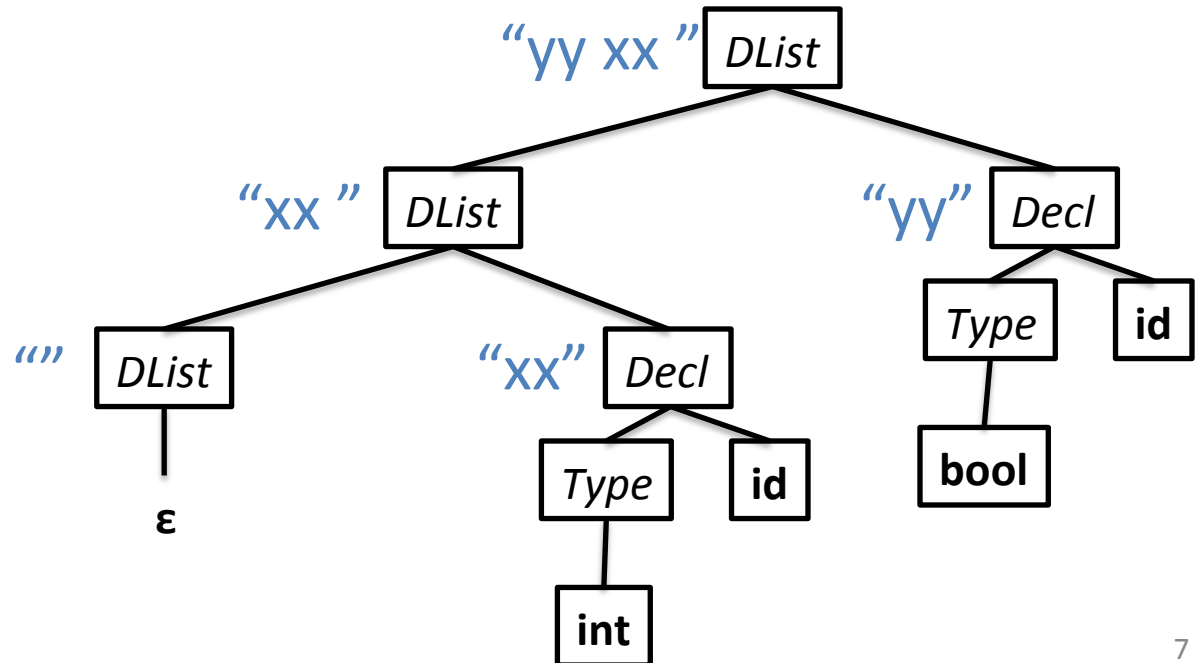 “yy xx ” DList
“xx ” DList “yy” Decl
Type id
“” DList “xx” Decl
Type id bool
ε
int
7